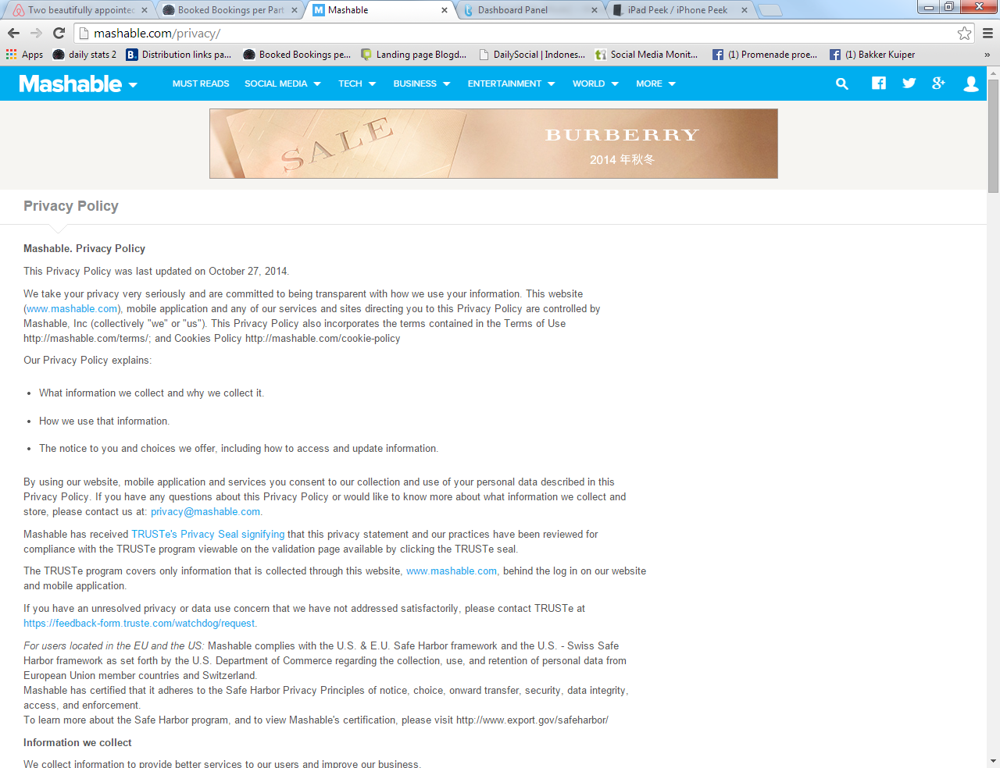 Two beautifully appointed
Booked Bookings per Part
Mashable
Dashboard Panel
iPad Peek / iPhone Peek
mashable.com/privacy/
Apps
daily stats 2
Distribution links pa...
Booked Bookings pe...
Landing page Blogd...
DailySocial | Indones...
Social Media Monit...
(1) Promenade proe...
(1) Bakker Kuiper
»
Mashable
MUST READS
SOCIAL MEDIA
TECH
BUSINESS
ENTERTAINMENT
WORLD
MORE
SALE
BURBERRY
2014 年秋冬
Privacy Policy
Mashable. Privacy Policy
This Privacy Policy was last updated on October 27, 2014.
We take your privacy very seriously and are committed to being transparent with how we use your information. This website
(www.mashable.com), mobile application and any of our services and sites directing you to this Privacy Policy are controlled by
Mashable, Inc (collectively "we" or "us"). This Privacy Policy also incorporates the terms contained in the Terms of Use
http://mashable.com/terms/; and Cookies Policy http://mashable.com/cookie-policy
Our Privacy Policy explains:
• What information we collect and why we collect it.
• How we use that information.
• The notice to you and choices we offer, including how to access and update information.
By using our website, mobile application and services you consent to our collection and use of your personal data described in this
Privacy Policy. If you have any questions about this Privacy Policy or would like to know more about what information we collect and
store, please contact us at: privacy@mashable.com.
Mashable has received TRUSTe's Privacy Seal signifying that this privacy statement and our practices have been reviewed for
compliance with the TRUSTe program viewable on the validation page available by clicking the TRUSTe seal.
The TRUSTe program covers only information that is collected through this website, www.mashable.com, behind the log in on our website
and mobile application.
If you have an unresolved privacy or data use concern that we have not addressed satisfactorily, please contact TRUSTe at
https://feedback-form.truste.com/watchdog/request.
For users located in the EU and the US: Mashable complies with the U.S. & E.U. Safe Harbor framework and the U.S. - Swiss Safe
Harbor framework as set forth by the U.S. Department of Commerce regarding the collection, use, and retention of personal data from
European Union member countries and Switzerland.
Mashable has certified that it adheres to the Safe Harbor Privacy Principles of notice, choice, onward transfer, security, data integrity,
access, and enforcement.
To learn more about the Safe Harbor program, and to view Mashable's certification, please visit http://www.export.gov/safeharbor/
Information we collect
We collect information to provide better services to our users and improve our business.